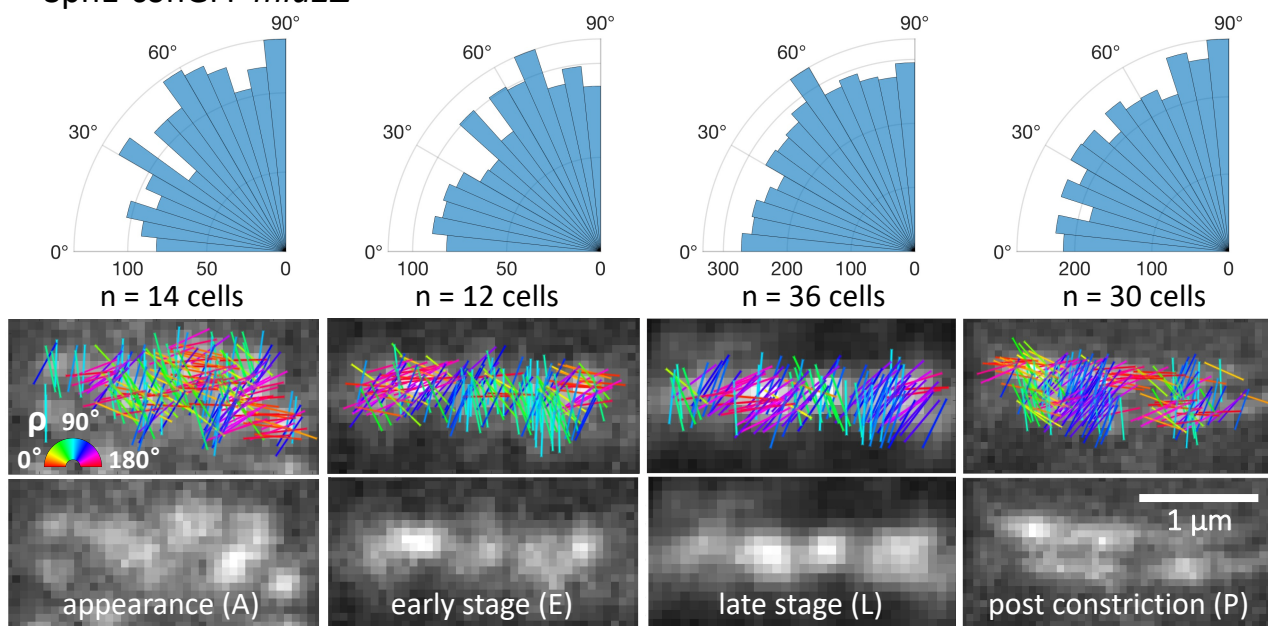 90° 90° 90° 90°
60° 60° 60° 60°
30° 30° 30° 30°
0° 0° 0° 0°
100 50 0 100 50 0 300 200 100 0 200 100 0
n = 14 cells n = 12 cells n = 36 cells n = 30 cells
ρ 90°
0° 180°
1 μm
appearance (A) early stage (E) late stage (L) post constriction (P)